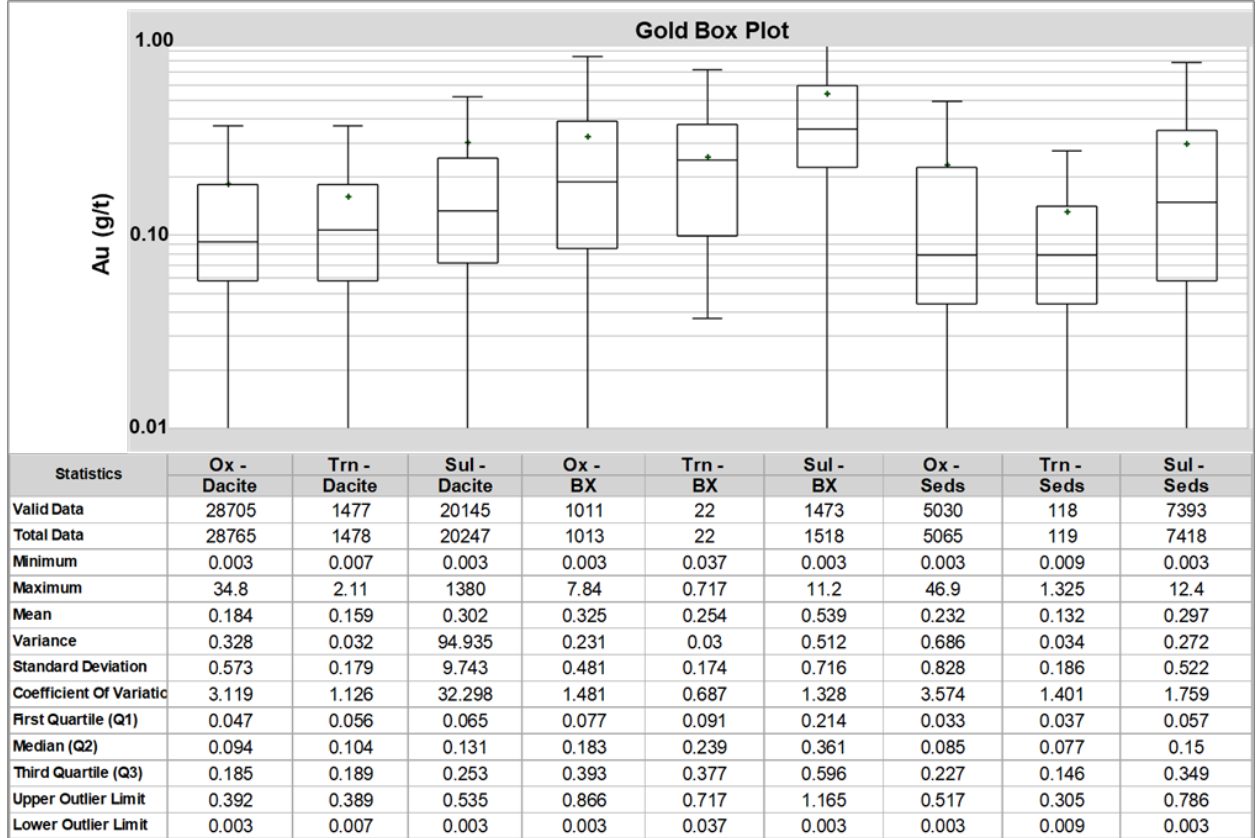 Gold Box Plot
1.00
0.10
0.01
Au (g/t)
Statistics Ox - Dacite Trn - Dacite Sul - Dacite Ox - BX Trn - BX Sul - BX Ox - Seds Trn - Seds Sul - Seds
Valid Data 28705 1477 20145 1011 22 1473 5030 118 7393
Total Data 28765 1478 20247 1013 22 1518 5065 119 7418
Minimum 0.003 0.007 0.003 0.003 0.037 0.003 0.003 0.009 0.003
Maximum 34.8 2.11 1380 7.84 0.717 11.2 46.9 1.325 12.4
Mean 0.184 0.159 0.302 0.325 0.254 0.539 0.232 0.132 0.297
Variance 0.328 0.032 94.935 0.231 0.03 0.512 0.686 0.034 0.272
Standard Deviation 0.573 0.179 9.743 0.481 0.174 0.716 0.828 0.186 0.522
Coefficient Of Variatic 3.119 1.126 32.298 1.481 0.687 1.328 3.574 1.401 1.759
First Quartile (Q1) 0.047 0.056 0.065 0.077 0.091 0.214 0.033 0.037 0.057
Median (Q2) 0.094 0.104 0.131 0.183 0.239 0.361 0.085 0.077 0.15
Third Quartile (Q3) 0.185 0.189 0.253 0.393 0.377 0.596 0.227 0.146 0.349
Upper Outlier Limit 0.392 0.389 0.535 0.866 0.717 1.165 0.517 0.305 0.786
Lower Outlier Limit 0.003 0.007 0.003 0.003 0.037 0.003 0.003 0.009 0.003